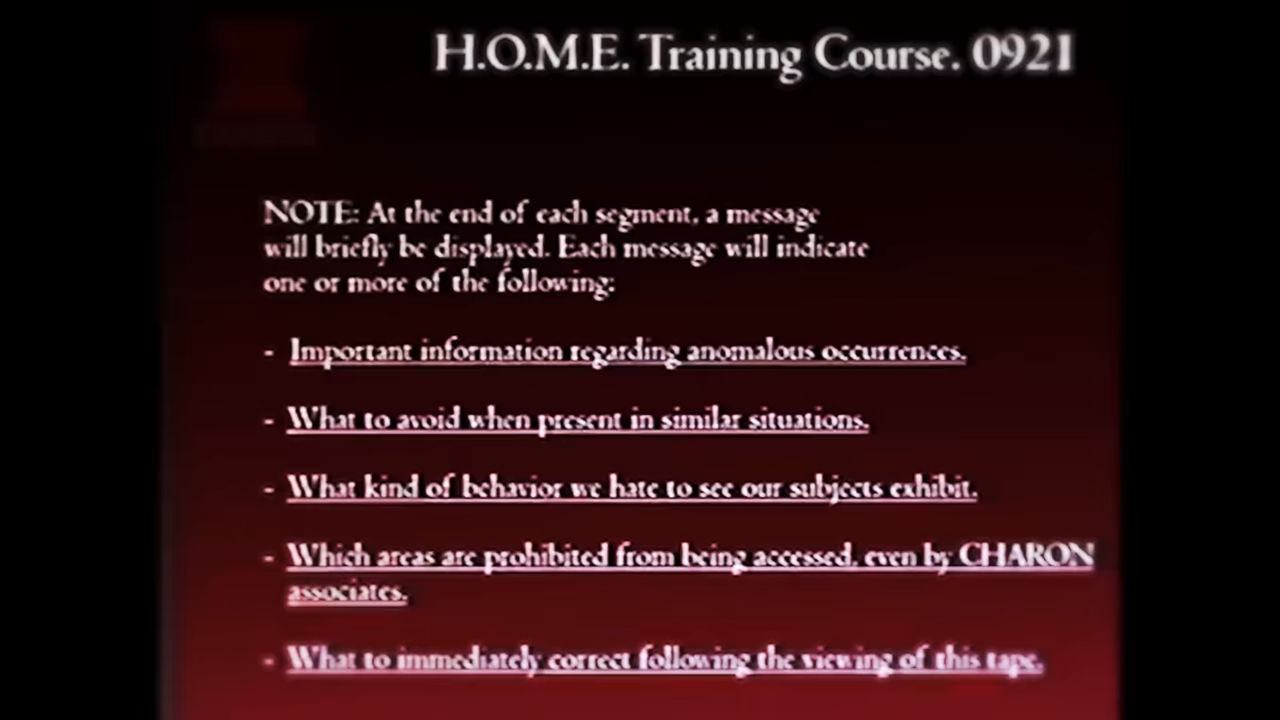 H.O.M.E. Training Course. 0921
NOTE: At the end of each segment, a message
will briefly be displayed. Each message will indicate
one or more of the following:
- Important information regarding anomalous occurrences.
- What to avoid when present in similar situations.
- What kind of behavior we hate to see our subjects exhibit.
- Which areas are prohibited from being accessed, even by CHARON
associates.
- What to immediately correct following the viewing of this tape.